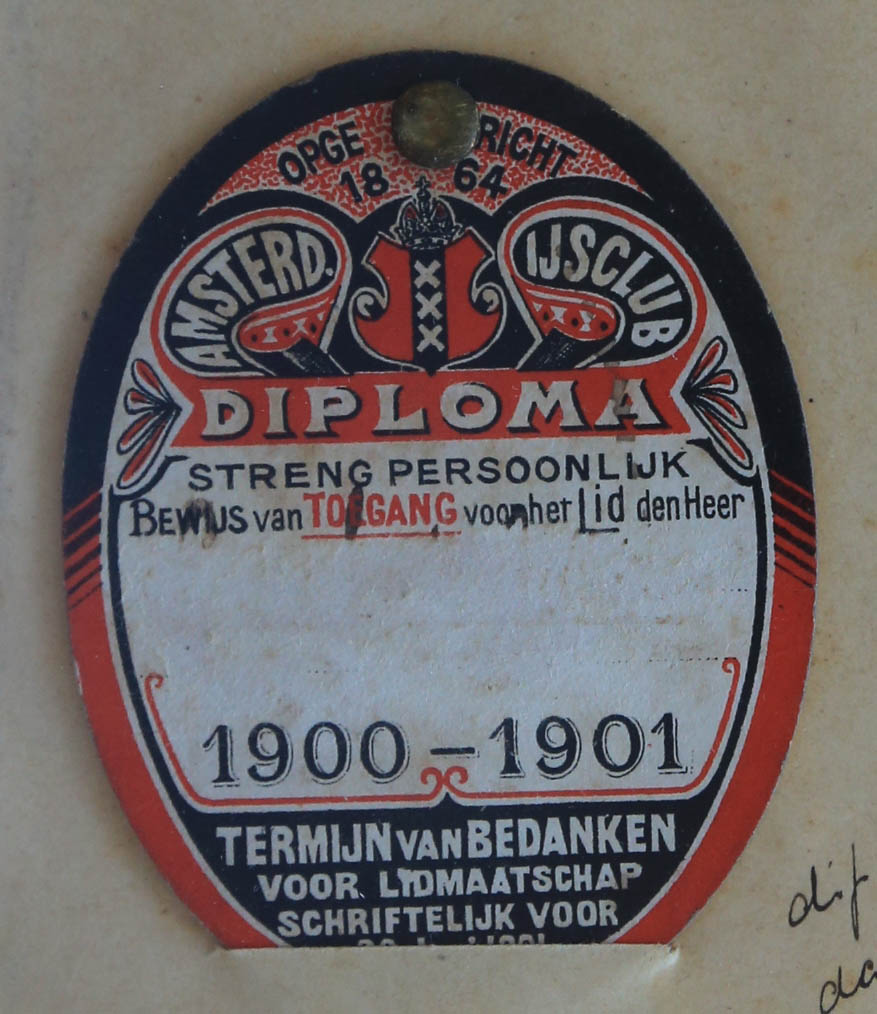 OPGERICHT
1864
AMSTERD. IJSCLUB
DIPLOMA
STRENG PERSOONLIJK
BEWIJS van TOEGANG voor het Lid den Heer
1900-1901
TERMIJN VAN BEDANKEN
VOOR LIDMAATSCHAP
SCHRIFTELIJK VOOR